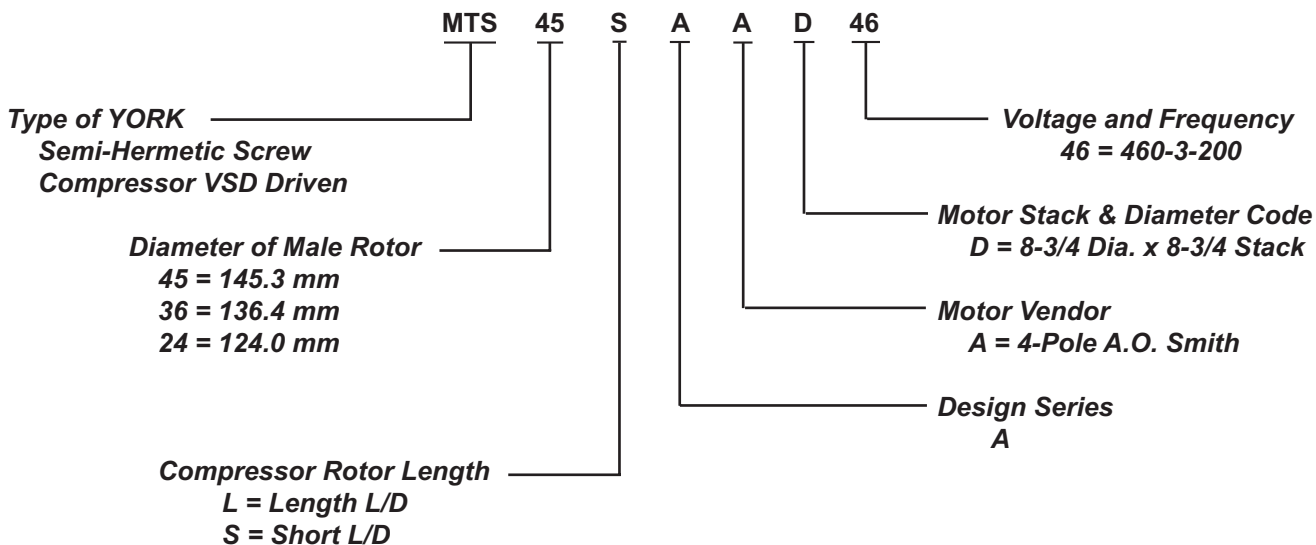 MTS 45 S A A D 46
Type of YORK
Semi-Hermetic Screw
Compressor VSD Driven
Diameter of Male Rotor
45 = 145.3 mm
36 = 136.4 mm
24 = 124.0 mm
Compressor Rotor Length
L = Length L/D
S = Short L/D
Voltage and Frequency
46 = 460-3-200
Motor Stack & Diameter Code
D = 8-3/4 Dia. x 8-3/4 Stack
Motor Vendor
A = 4-Pole A.O. Smith
Design Series
A